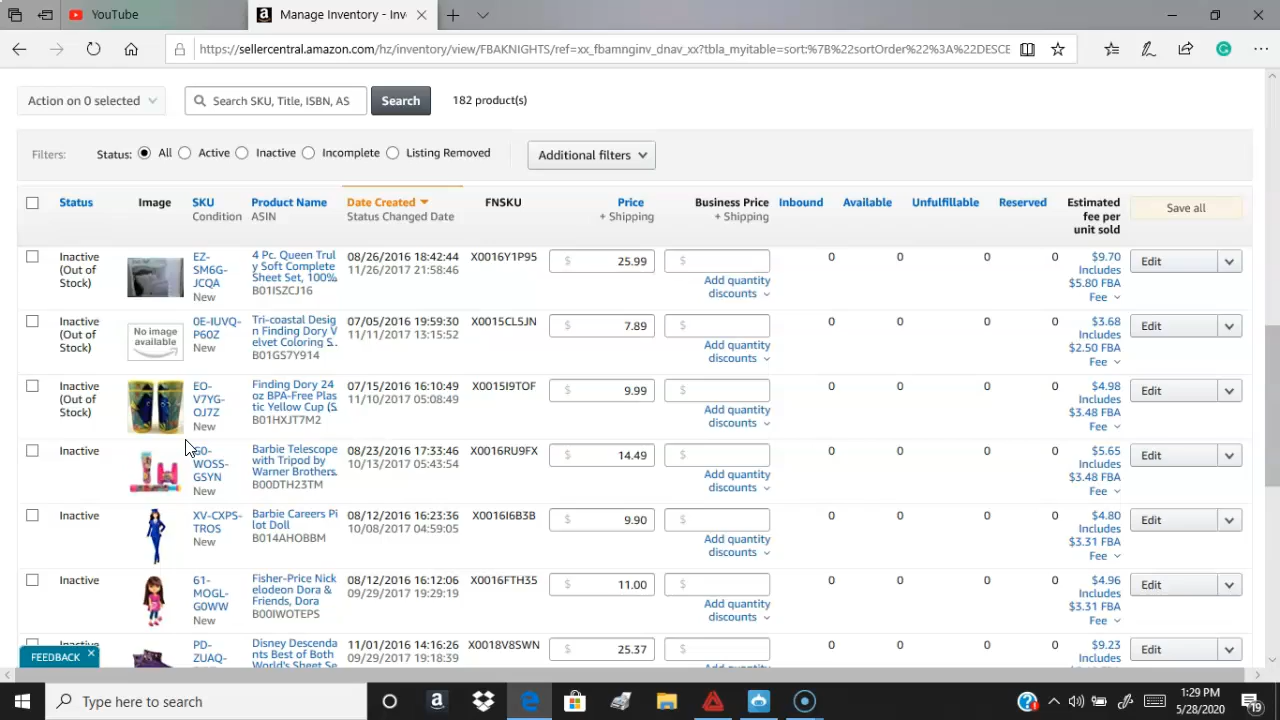 YouTube
Manage Inventory - Inv
https://sellercentral.amazon.com/hz/inventory/view/FBAKNIGHTS/ref=xx_fbamnginv_dnav_xx?tbla_myitable=sort:%7B%22sortOrder%22%3A%22DESCE
Action on 0 selected
Search SKU, Title, ISBN, AS
Search
182 product(s)
Filters:
Status:
All
Active
Inactive
Incomplete
Listing Removed
Additional filters
Status
Image
SKU
Condition
Product Name
ASIN
Date Created
Status Changed Date
FNSKU
Price
+ Shipping
Business Price
+ Shipping
Inbound
Available
Unfulfillable
Reserved
Estimated
fee per
unit sold
Save all
Inactive
(Out of
Stock)
EZ-
SM6G-
JCQA
New
4 Pc. Queen Trul
y Soft Complete
Sheet Set, 100%..
B01ISZCJ16
08/26/2016 18:42:44
11/26/2017 21:58:46
X0016Y1P95
$ 25.99
$
Add quantity
discounts
0
0
0
0
$9.70
Includes
$5.80 FBA
Fee
Edit
Inactive
(Out of
Stock)
No image
available
0E-IUVQ-
P60Z
New
Tri-coastal Desig
n Finding Dory V
elvet Coloring S..
B01GS7Y914
07/05/2016 19:59:30
11/11/2017 13:15:52
X0015CL5JN
$ 7.89
$
Add quantity
discounts
0
0
0
0
$3.68
Includes
$2.50 FBA
Fee
Edit
Inactive
(Out of
Stock)
EO-
V7YG-
OJ7Z
New
Finding Dory 24
oz BPA-Free Plas
tic Yellow Cup (S..
B01HXJT7M2
07/15/2016 16:10:49
11/10/2017 05:08:49
X0015I9TOF
$ 9.99
$
Add quantity
discounts
0
0
0
0
$4.98
Includes
$3.48 FBA
Fee
Edit
Inactive
G0-
WOSS-
GSYN
New
Barbie Telescope
with Tripod by
Warner Brothers..
B00DTH23TM
08/23/2016 17:33:46
10/13/2017 05:43:54
X0016RU9FX
$ 14.49
$
Add quantity
discounts
0
0
0
0
$5.65
Includes
$3.48 FBA
Fee
Edit
Inactive
XV-CXPS-
TROS
New
Barbie Careers Pi
lot Doll
B014AHOBBM
08/12/2016 16:23:36
10/08/2017 04:59:05
X0016I6B3B
$ 9.90
$
Add quantity
discounts
0
0
0
0
$4.80
Includes
$3.31 FBA
Fee
Edit
Inactive
61-
MOGL-
G0WW
New
Fisher-Price Nick
elodeon Dora &
Friends, Dora
B00IWOTEPS
08/12/2016 16:12:06
09/29/2017 19:29:19
X0016FTH35
$ 11.00
$
Add quantity
discounts
0
0
0
0
$4.96
Includes
$3.31 FBA
Fee
Edit
Inactive
PD-
ZUAQ-
Disney Descenda
nts Best of Both
World's Sheet Se
11/01/2016 14:16:26
09/29/2017 19:18:39
X0018V8SWN
$ 25.37
$
0
0
0
0
$9.23
Includes
Edit
FEEDBACK
Type here to search
1:29 PM
5/28/2020
19